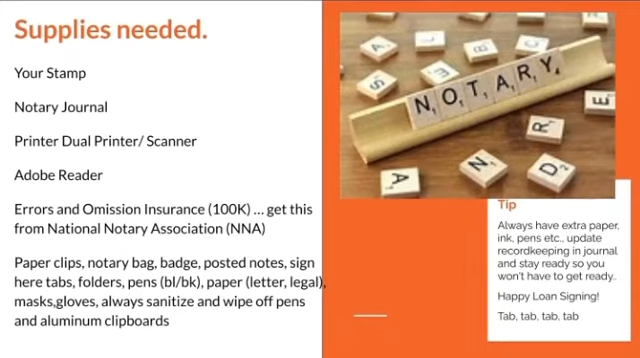 Supplies needed.
Your Stamp
Notary Journal
Printer Dual Printer/ Scanner
Adobe Reader
Errors and Omission Insurance (100K) ... get this
from National Notary Association (NNA)
Paper clips, notary bag, badge, posted notes, sign
here tabs, folders, pens (bl/bk), paper (letter, legal),
masks,gloves, always sanitize and wipe off pens
and aluminum clipboards
A
B
C
S
E
N O T A R Y
E
R
N
D
A
Tip
Always have extra paper,
ink, pens etc., update
recordkeeping in journal
and stay ready so you
won't have to get ready..
Happy Loan Signing!
Tab, tab, tab, tab